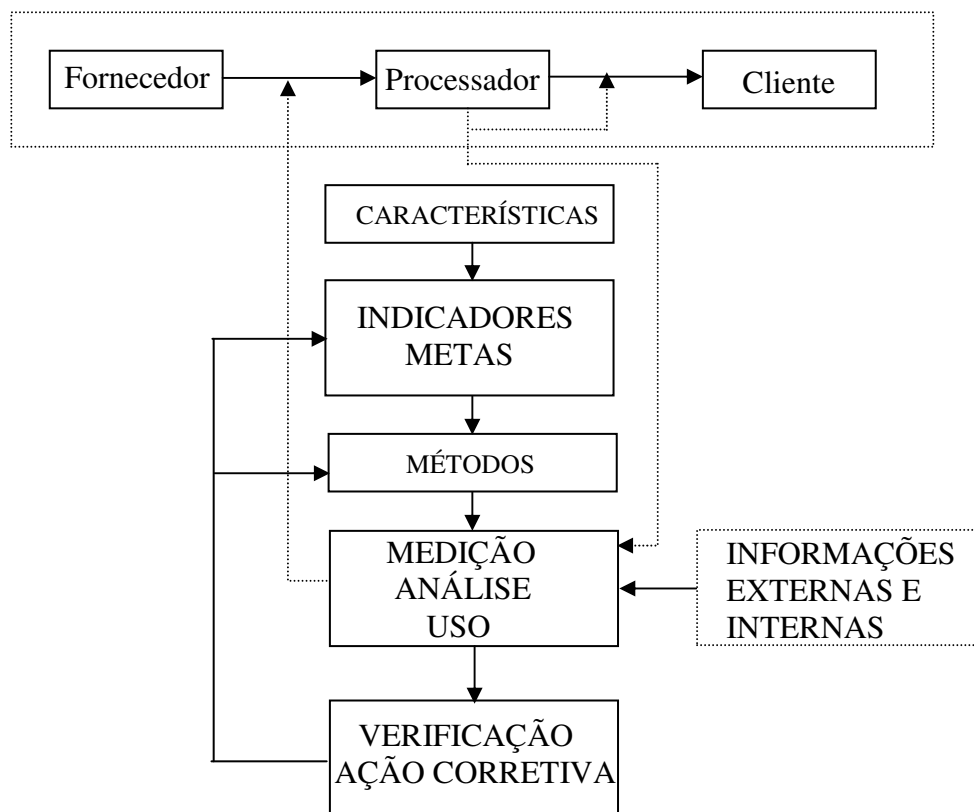 Fornecedor
Processador
Cliente
CARACTERÍSTICAS
INDICADORES
METAS
MÉTODOS
MEDIÇÃO
ANÁLISE
USO
INFORMAÇÕES
EXTERNAS E
INTERNAS
VERIFICAÇÃO
AÇÃO CORRETIVA